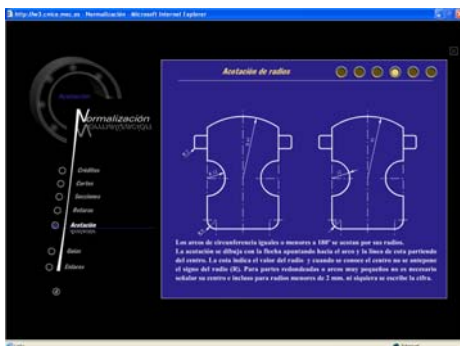 http://w3.cnice.mec.es - Normalización - Microsoft Internet Explorer
Acotación
Normalización
Créditos
Cortes
Secciones
Roturas
Acotación
Guías
Enlaces
Acotación de radios
Los arcos de circunferencia iguales o menores a 180º se acotan por sus radios.
La acotación se dibuja con la flecha apuntando hacia el arco y la línea de cota partiendo
del centro. La cota indica el valor del radio y cuando se conoce el centro no se antepone
el signo del radio (R). Para partes redondeadas o arcos muy pequeños no es necesario
señalar su centro e incluso para radios menores de 2 mm. ni siquiera se escribe la cifra.